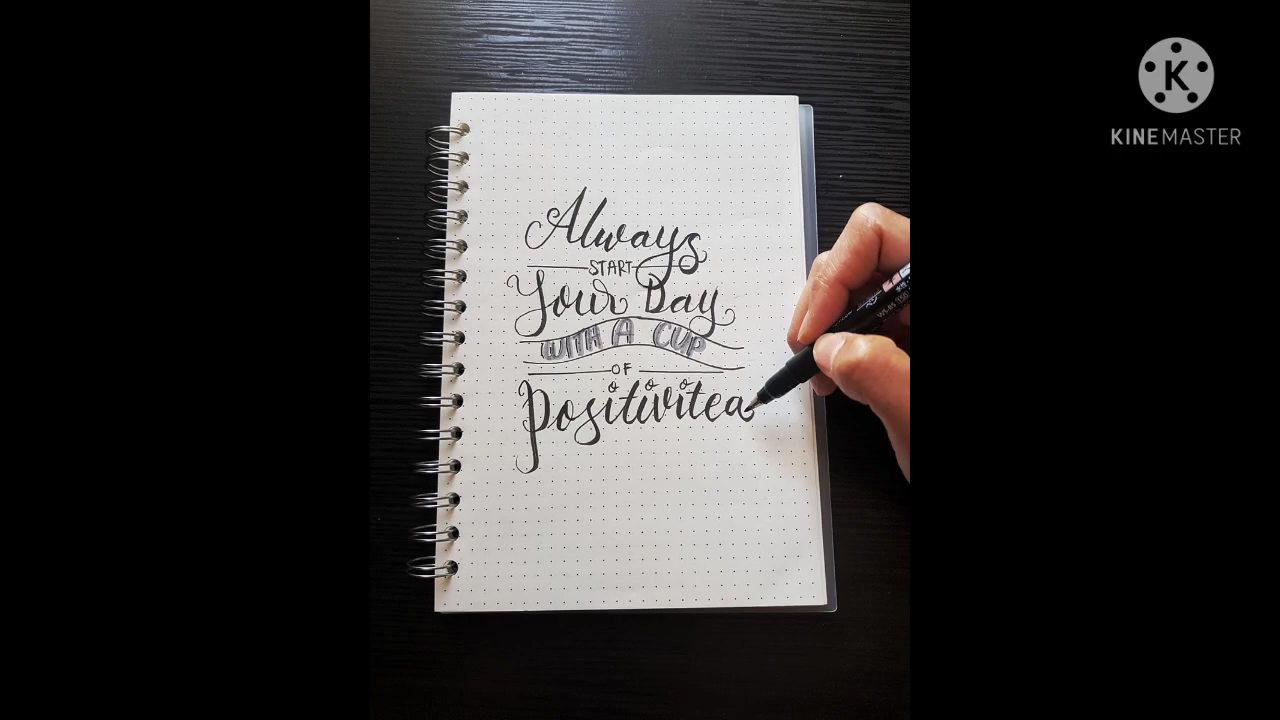 KINEMASTER
Always
START
Your Day
WITH A CUP
OF
Positivitea